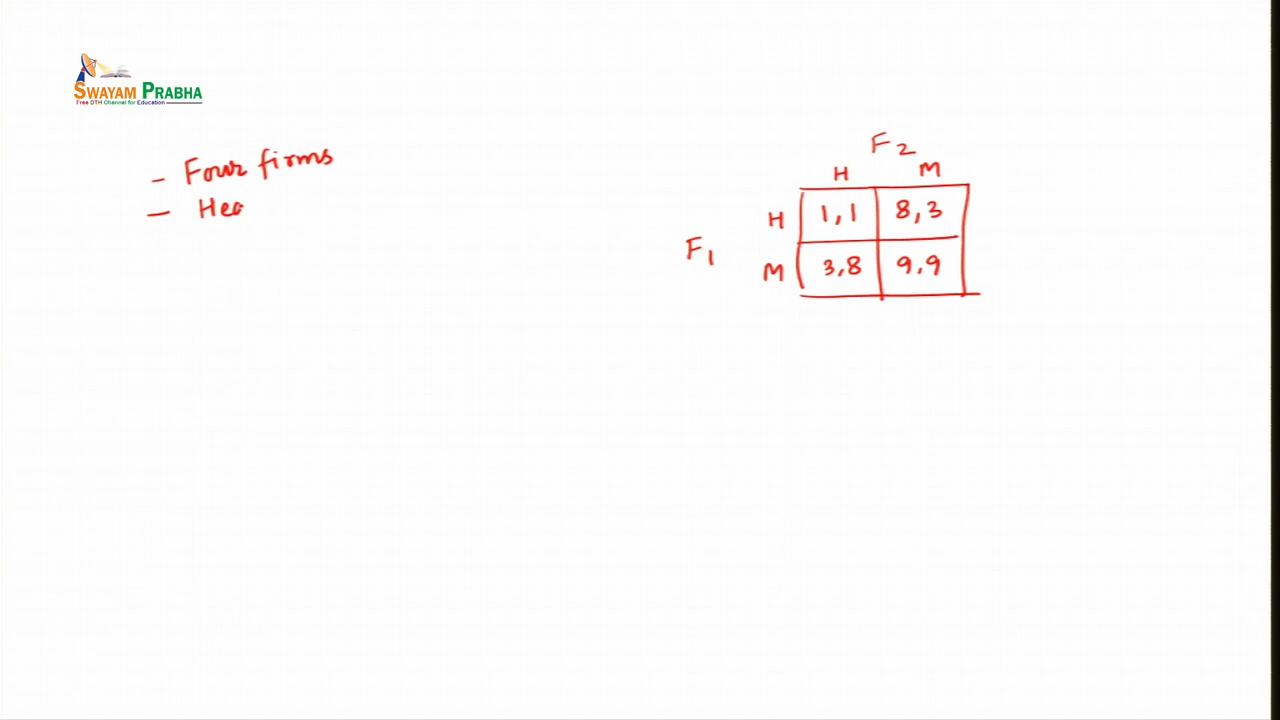 SWAYAM PRABHA
Free DTH Channel for Education
- Four firms
- Hea
F2
H M
H 1,1 8,3
F1
M 3,8 9,9